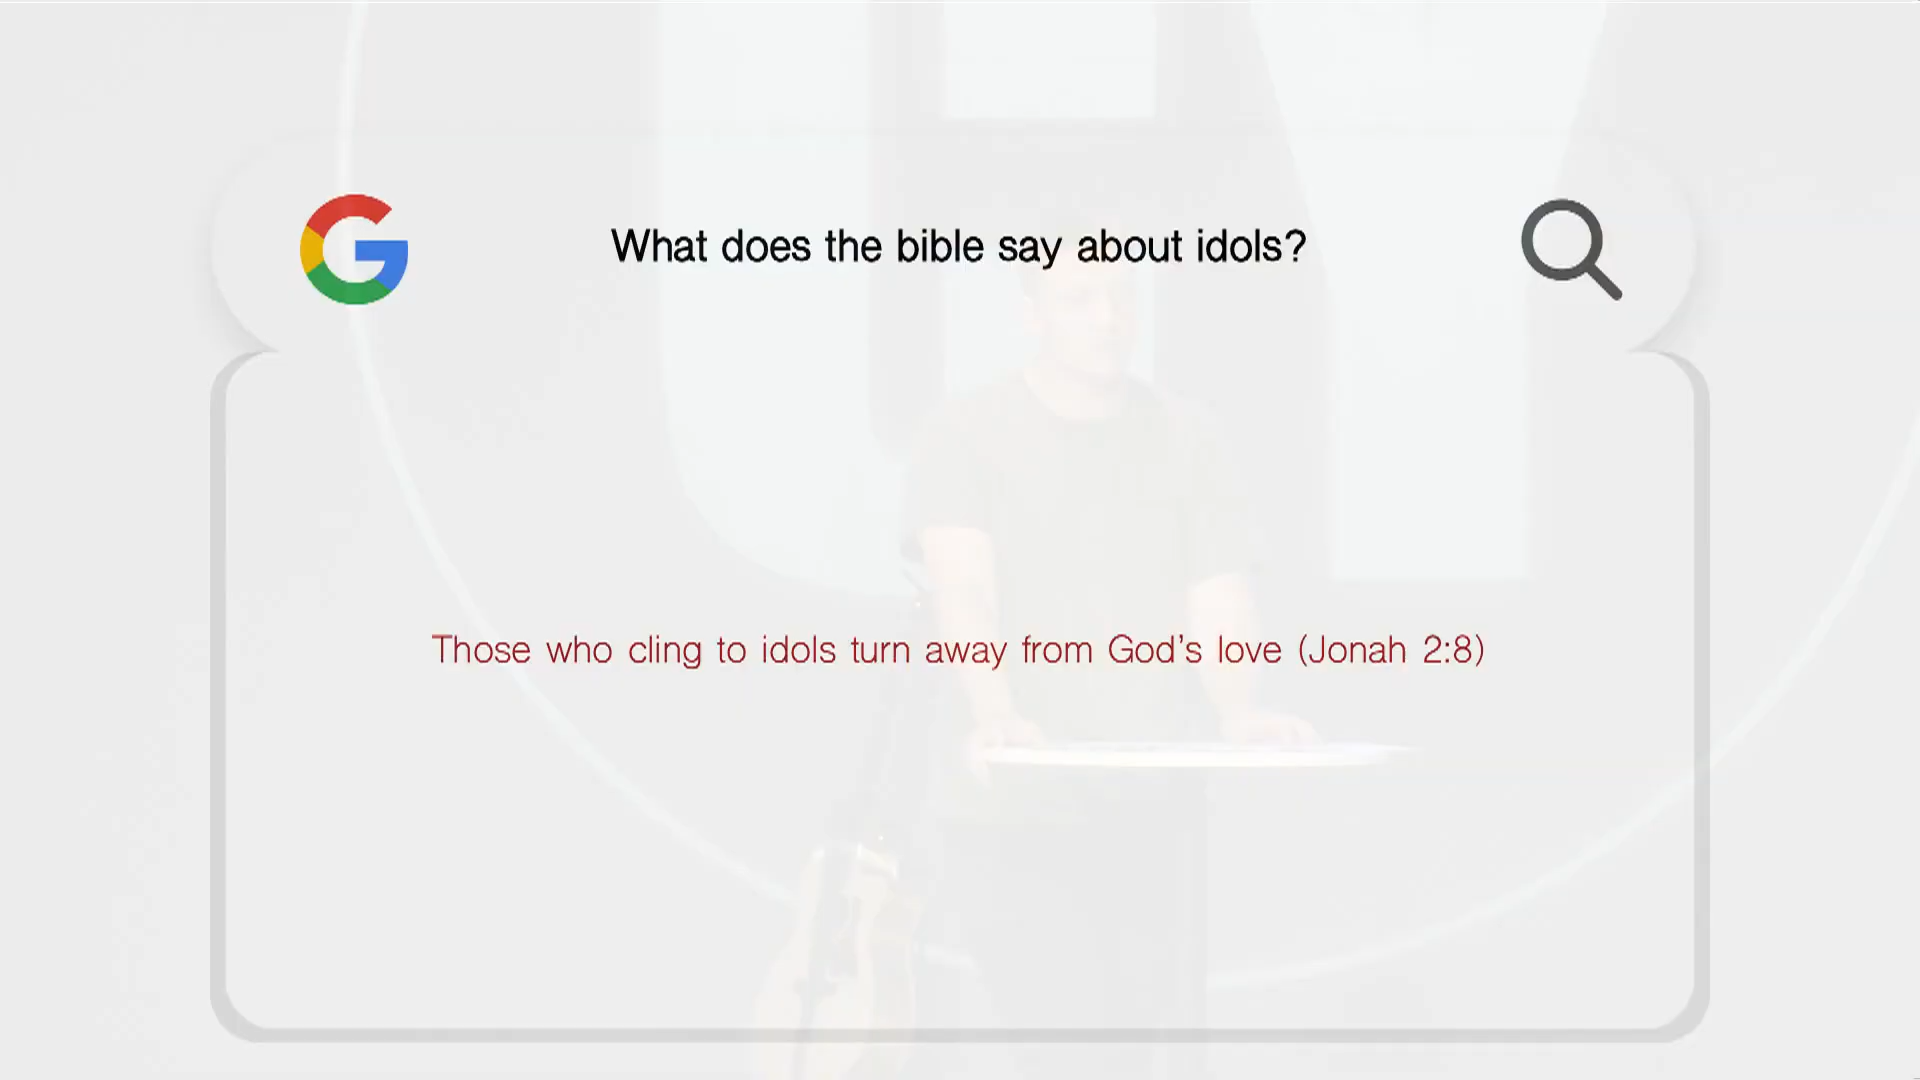 What does the bible say about idols?
Those who cling to idols turn away from God’s love (Jonah 2:8)